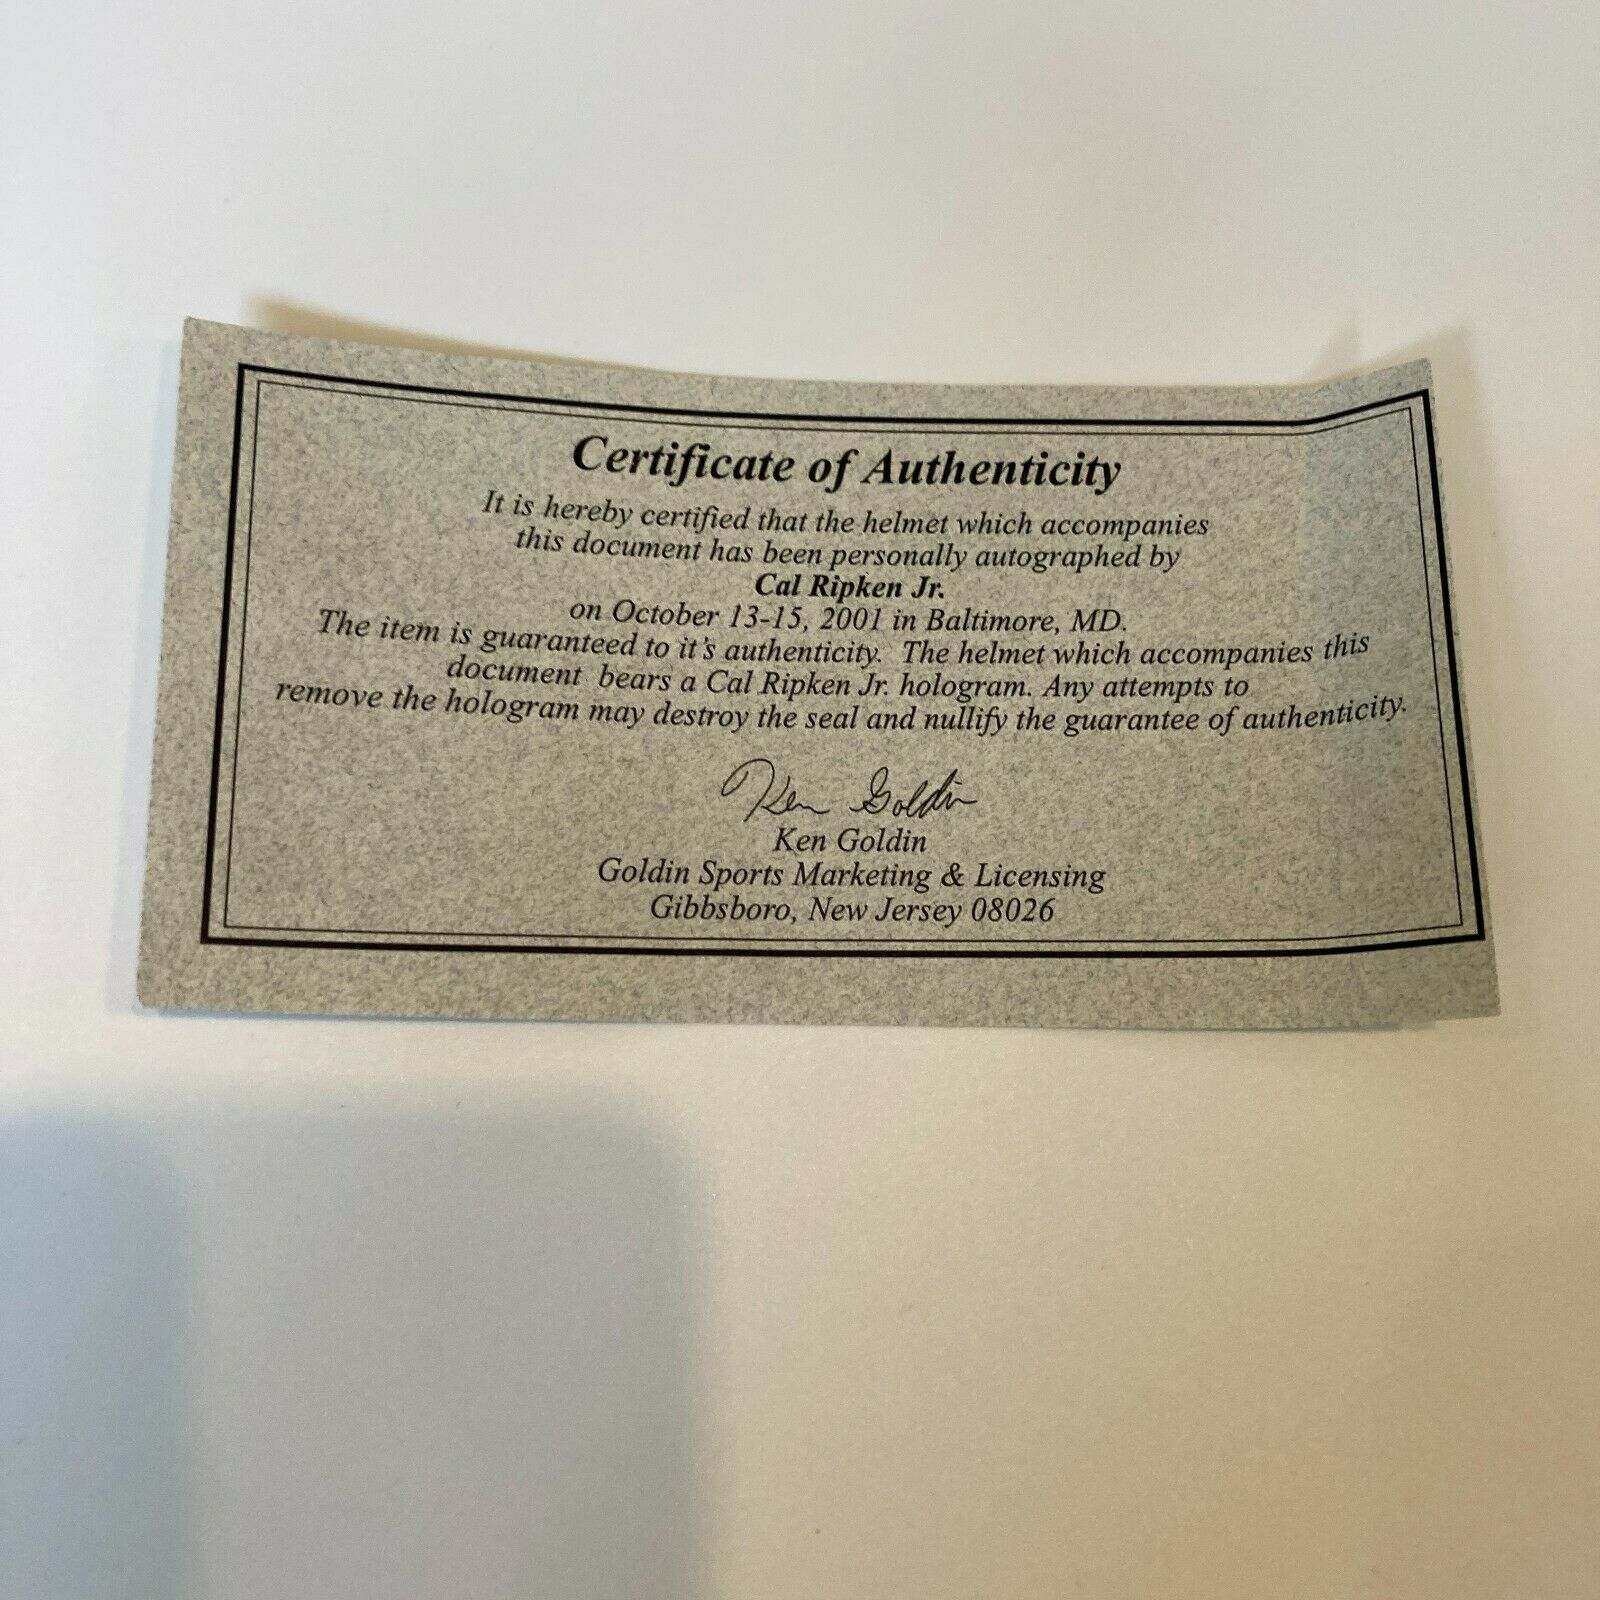 Certificate of Authenticity
It is hereby certified that the helmet which accompanies
this document has been personally autographed by
Cal Ripken Jr.
on October 13-15, 2001 in Baltimore, MD.
The item is guaranteed to it's authenticity. The helmet which accompanies this
document bears a Cal Ripken Jr. hologram. Any attempts to
remove the hologram may destroy the seal and nullify the guarantee of authenticity.
Ken Goldin
Ken Goldin
Goldin Sports Marketing & Licensing
Gibbsboro, New Jersey 08026